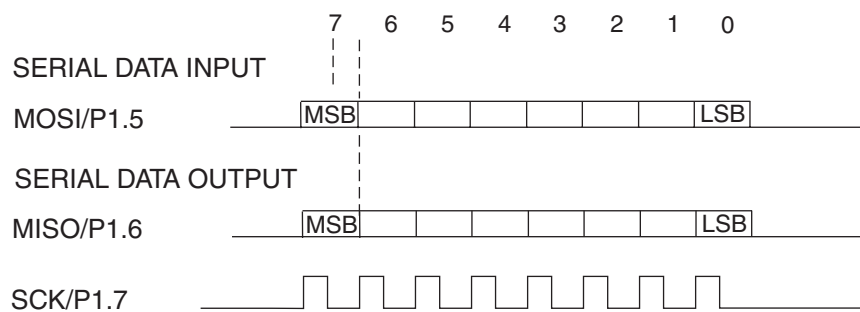 7 6 5 4 3 2 1 0
SERIAL DATA INPUT
MOSI/P1.5 MSB LSB
SERIAL DATA OUTPUT
MISO/P1.6 MSB LSB
SCK/P1.7